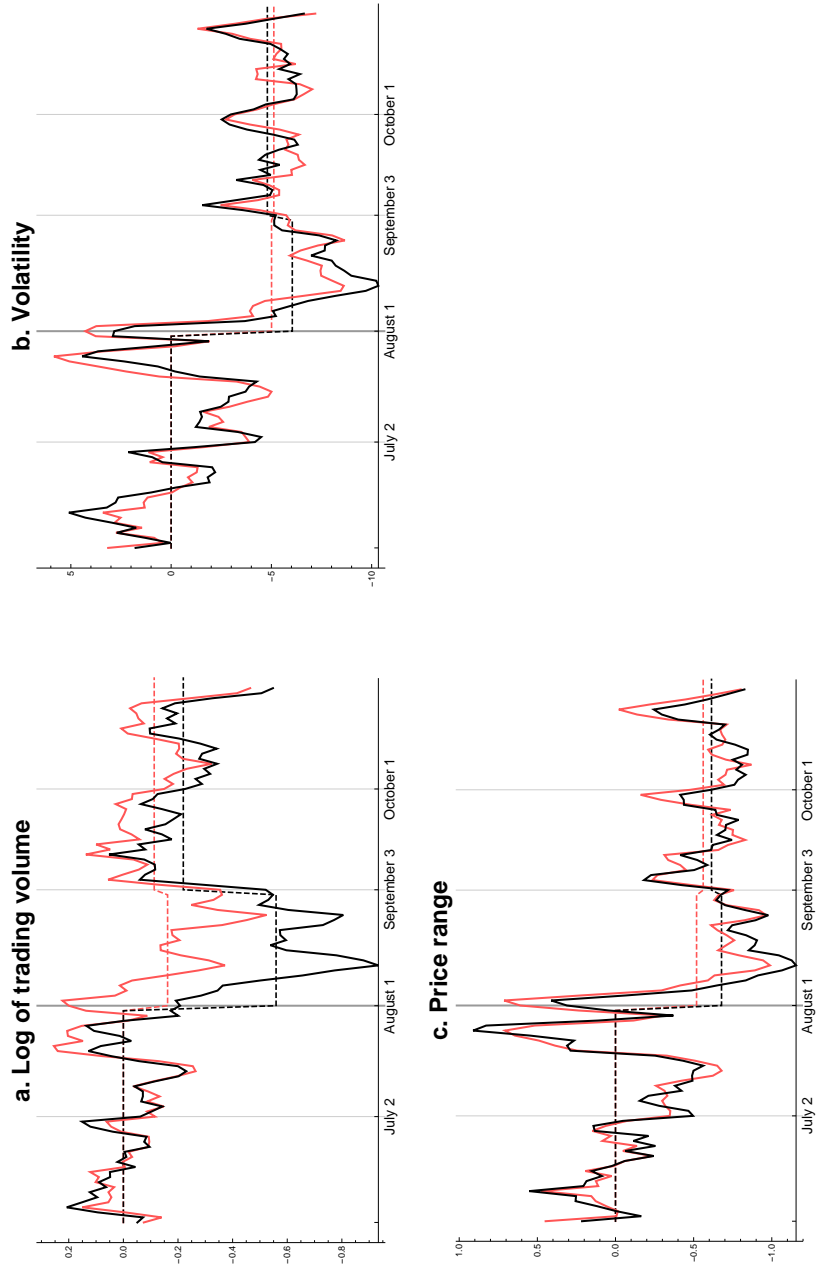 a. Log of trading volume
0.2
0.0
−0.2
−0.4
−0.6
−0.8
July 2
August 1
September 3
October 1
b. Volatility
5
0
−5
−10
July 2
August 1
September 3
October 1
c. Price range
1.0
0.5
0.0
−0.5
−1.0
July 2
August 1
September 3
October 1